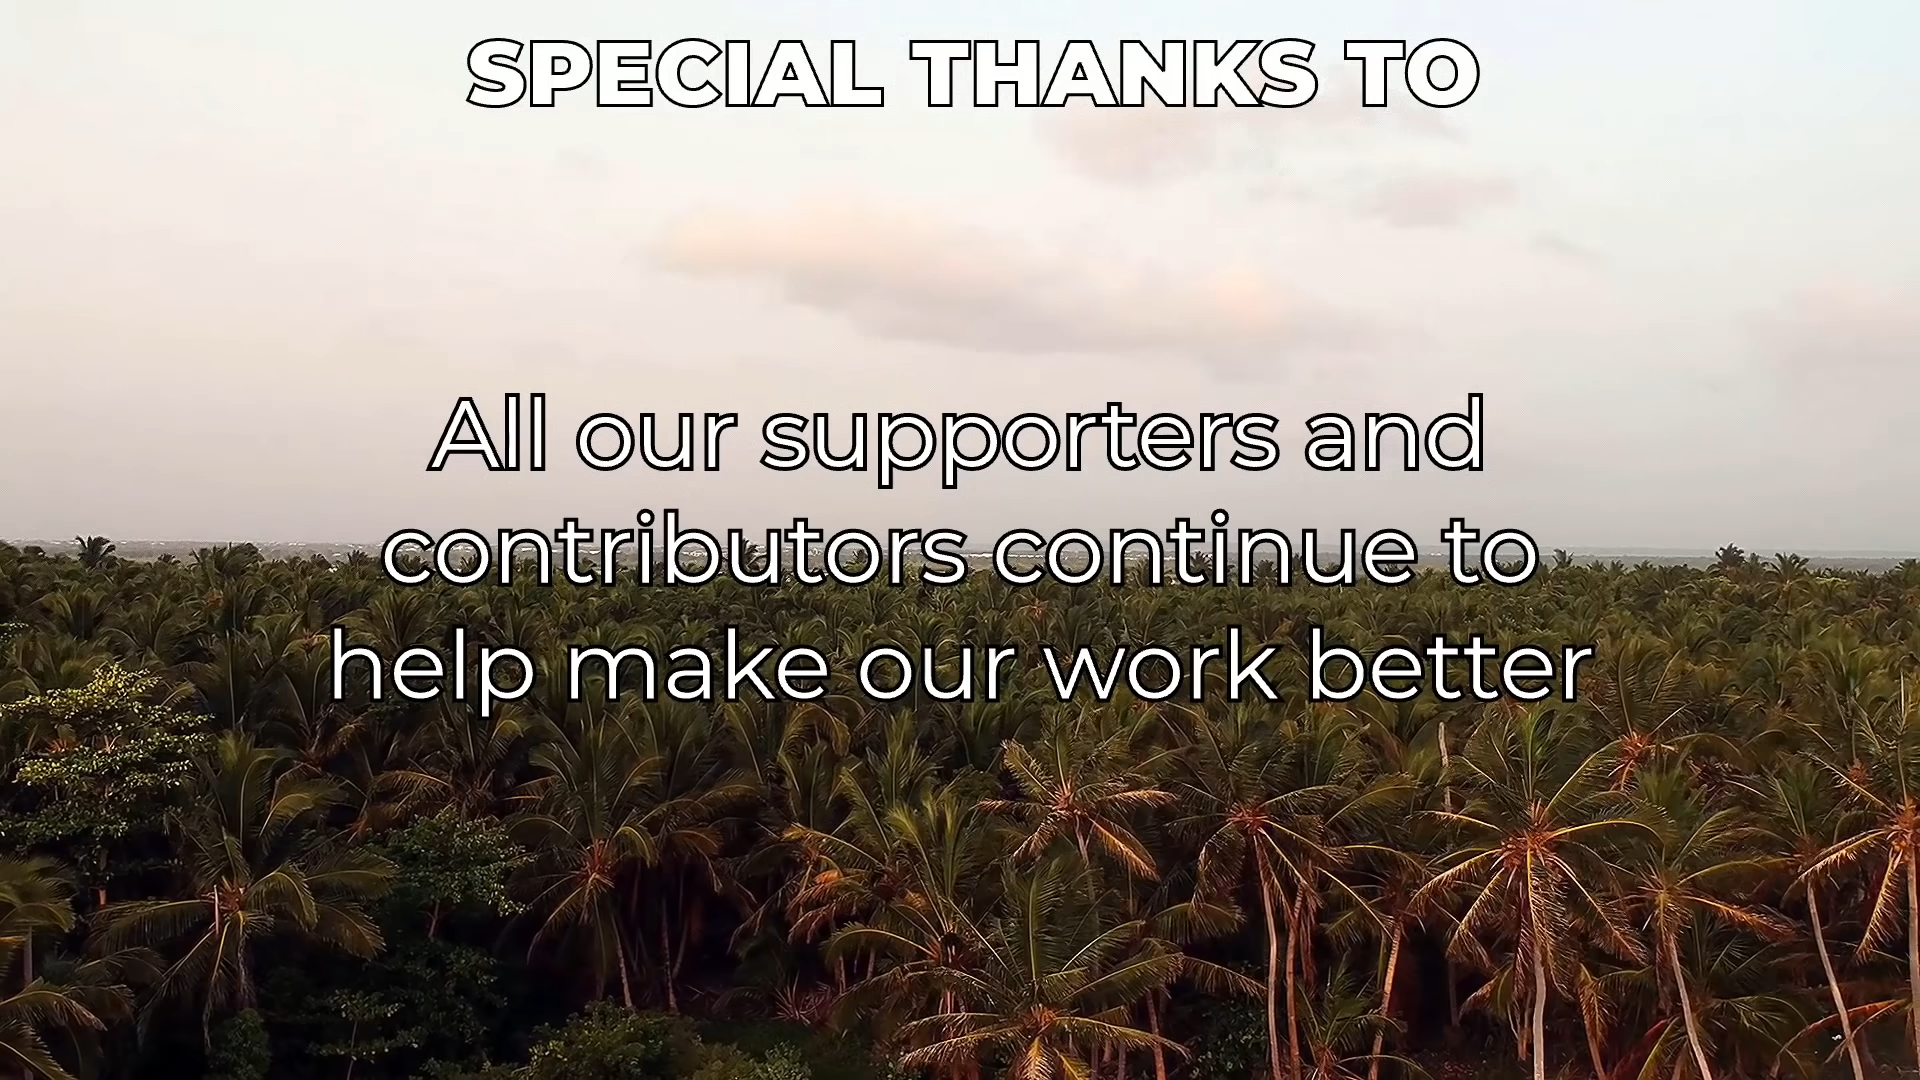 SPECIAL THANKS TO
All our supporters and
contributors continue to
help make our work better